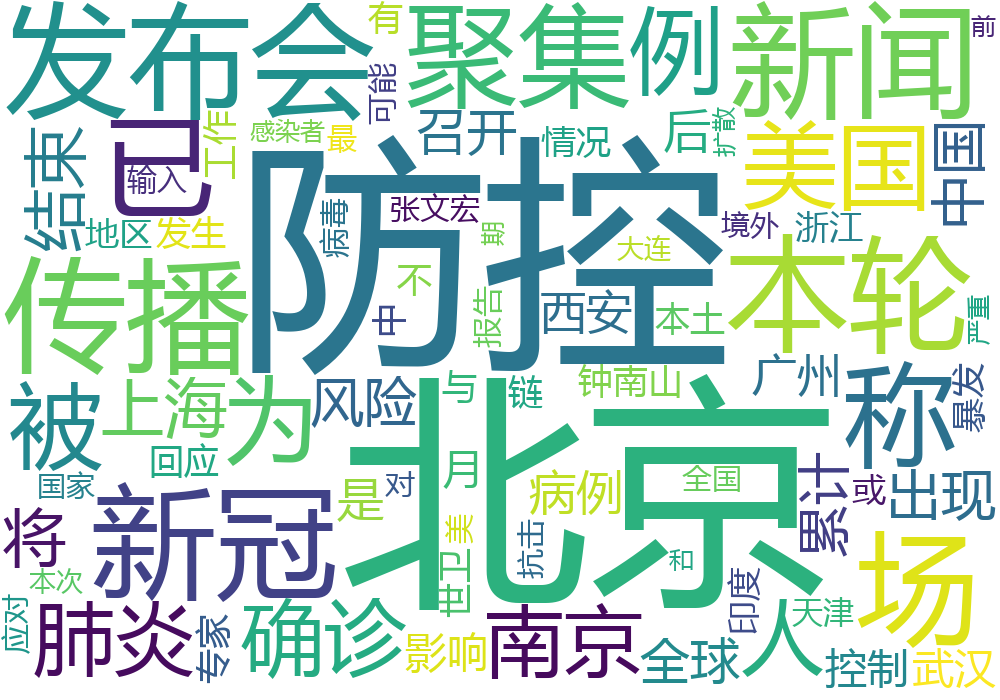 发布会
有
聚集
例
新闻
前
可能
结束
已
工作
感染者
最
召开
情况
后
扩散
美国
中国
输入
病毒
张文宏
境外
浙江
地区
发生
防控
期
大连
传播
不
中
报告
西安
本土
本轮
严重
被
上海
为
风险
与
链
钟南山
广州
称
暴发
回应
国家
对
月
病例
全国
累计
或
出现
将
新冠
是
北京
美
抗击
和
场
本次
世卫
印度
天津
应对
肺炎
专家
确诊
影响
南京
全球
人
控制
武汉